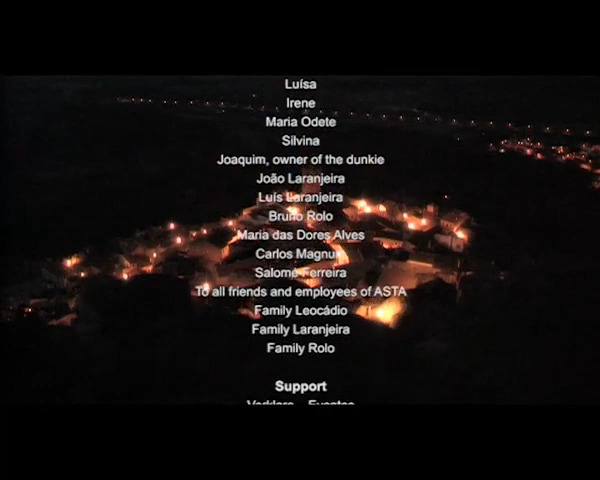 Luísa
Irene
Maria Odete
Silvina
Joaquim, owner of the dunkie
João Laranjeira
Luís Laranjeira
Bruno Rolo
Maria das Dores Alves
Carlos Magnum
Salomé Ferreira
To all friends and employees of ASTA
Family Leocádio
Family Laranjeira
Family Rolo
Support